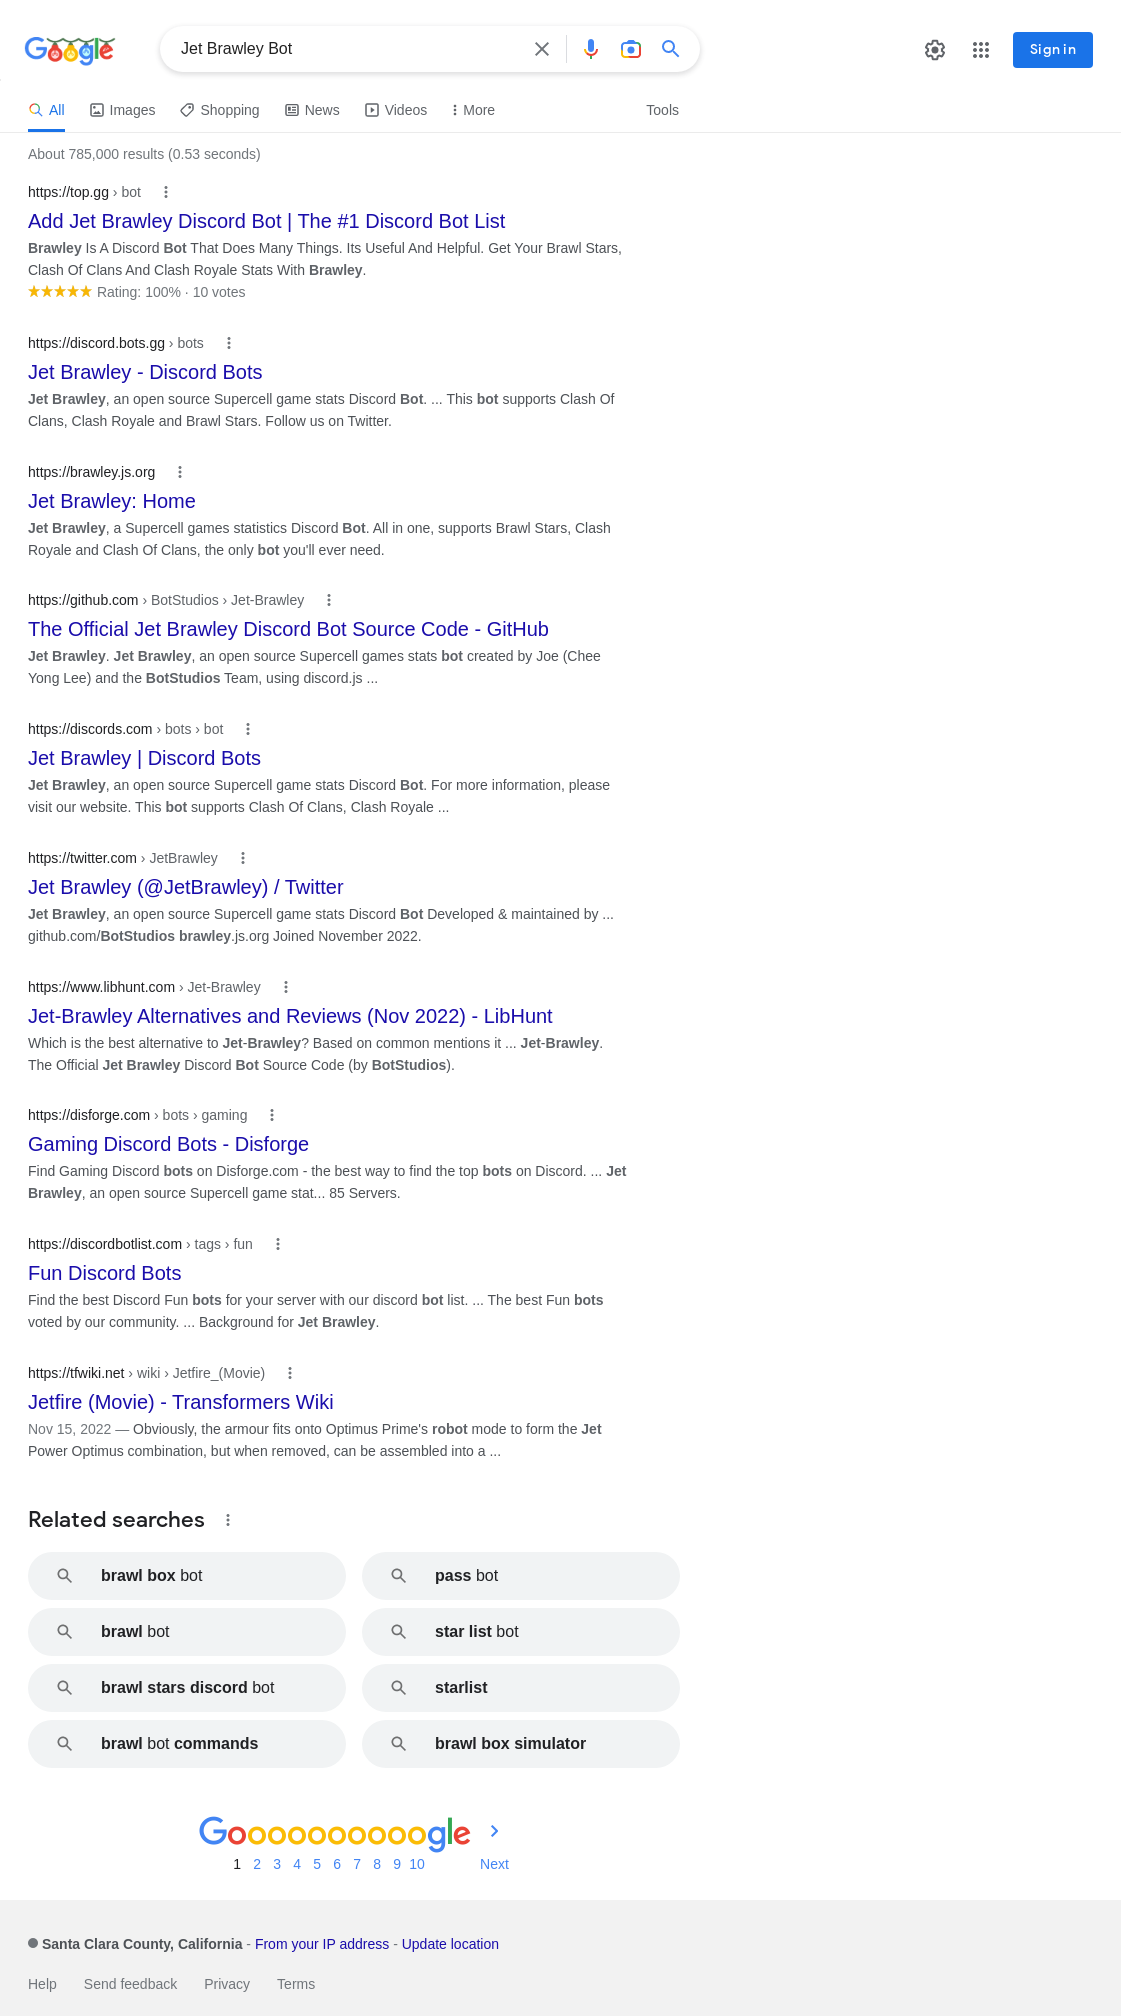 Google
Jet Brawley Bot
Sign in
All
Images
Shopping
News
Videos
More
Tools
About 785,000 results (0.53 seconds)
https://top.gg › bot
Add Jet Brawley Discord Bot | The #1 Discord Bot List
Brawley Is A Discord Bot That Does Many Things. Its Useful And Helpful. Get Your Brawl Stars,
Clash Of Clans And Clash Royale Stats With Brawley.
Rating: 100% · 10 votes
https://discord.bots.gg › bots
Jet Brawley - Discord Bots
Jet Brawley, an open source Supercell game stats Discord Bot. ... This bot supports Clash Of
Clans, Clash Royale and Brawl Stars. Follow us on Twitter.
https://brawley.js.org
Jet Brawley: Home
Jet Brawley, a Supercell games statistics Discord Bot. All in one, supports Brawl Stars, Clash
Royale and Clash Of Clans, the only bot you'll ever need.
https://github.com › BotStudios › Jet-Brawley
The Official Jet Brawley Discord Bot Source Code - GitHub
Jet Brawley. Jet Brawley, an open source Supercell games stats bot created by Joe (Chee
Yong Lee) and the BotStudios Team, using discord.js ...
https://discords.com › bots › bot
Jet Brawley | Discord Bots
Jet Brawley, an open source Supercell game stats Discord Bot. For more information, please
visit our website. This bot supports Clash Of Clans, Clash Royale ...
https://twitter.com › JetBrawley
Jet Brawley (@JetBrawley) / Twitter
Jet Brawley, an open source Supercell game stats Discord Bot Developed & maintained by ...
github.com/BotStudios brawley.js.org Joined November 2022.
https://www.libhunt.com › Jet-Brawley
Jet-Brawley Alternatives and Reviews (Nov 2022) - LibHunt
Which is the best alternative to Jet-Brawley? Based on common mentions it ... Jet-Brawley.
The Official Jet Brawley Discord Bot Source Code (by BotStudios).
https://disforge.com › bots › gaming
Gaming Discord Bots - Disforge
Find Gaming Discord bots on Disforge.com - the best way to find the top bots on Discord. ... Jet
Brawley, an open source Supercell game stat... 85 Servers.
https://discordbotlist.com › tags › fun
Fun Discord Bots
Find the best Discord Fun bots for your server with our discord bot list. ... The best Fun bots
voted by our community. ... Background for Jet Brawley.
https://tfwiki.net › wiki › Jetfire_(Movie)
Jetfire (Movie) - Transformers Wiki
Nov 15, 2022 — Obviously, the armour fits onto Optimus Prime's robot mode to form the Jet
Power Optimus combination, but when removed, can be assembled into a ...
Related searches
brawl box bot
pass bot
brawl bot
star list bot
brawl stars discord bot
starlist
brawl bot commands
brawl box simulator
Goooooooooogle
1 2 3 4 5 6 7 8 9 10 Next
Santa Clara County, California - From your IP address - Update location
Help Send feedback Privacy Terms